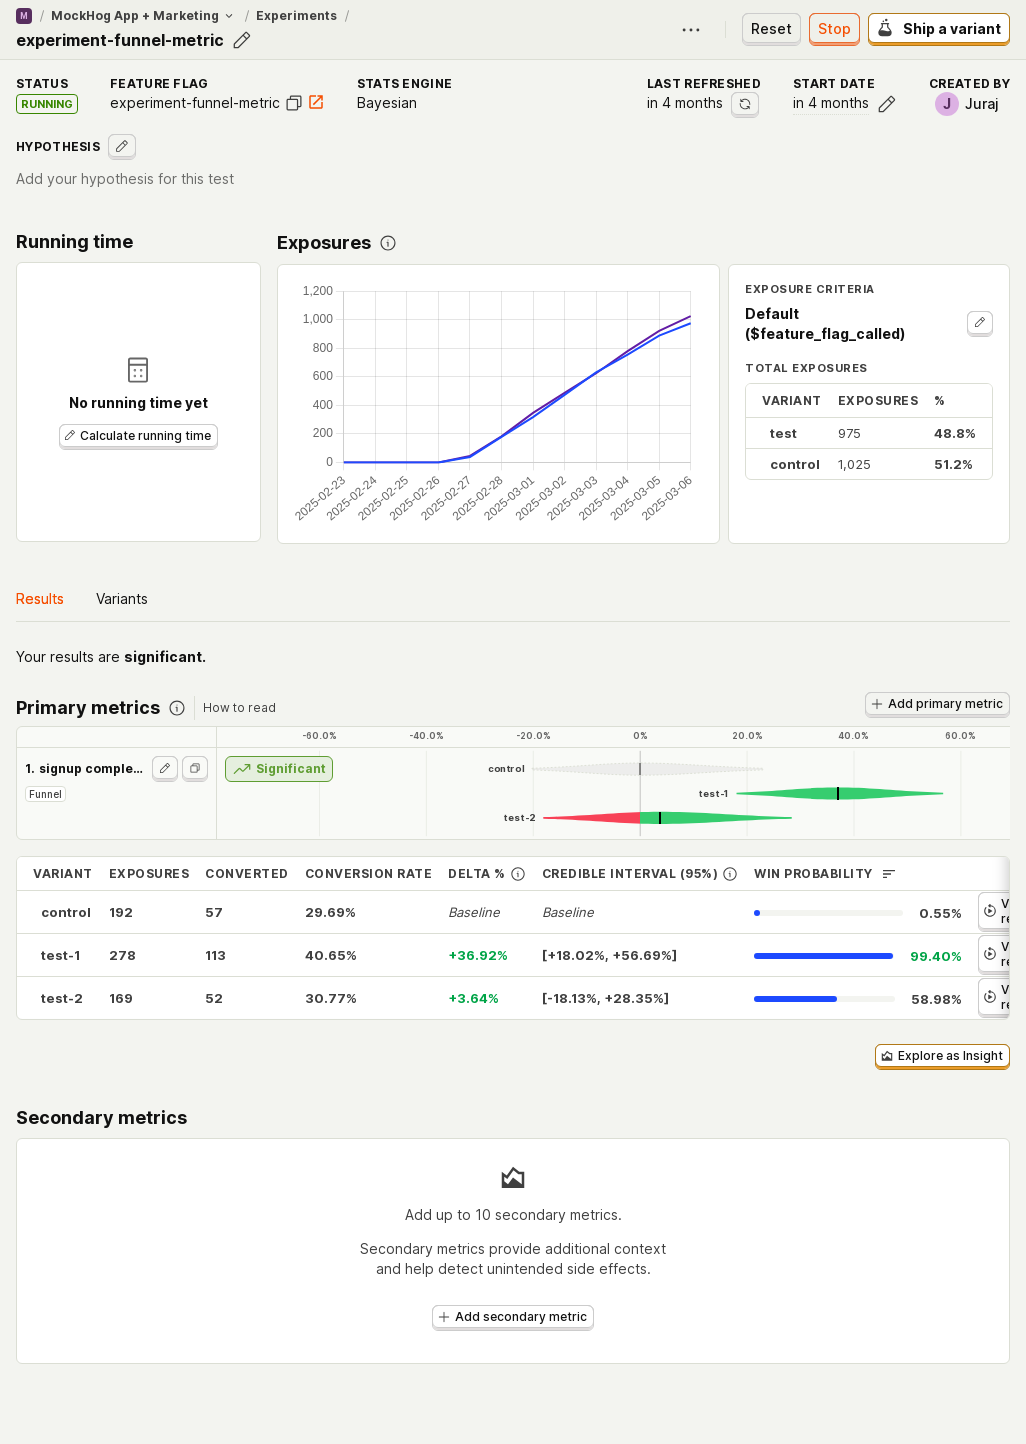 M / MockHog App + Marketing / Experiments /
experiment-funnel-metric
Reset
Stop
Ship a variant
STATUS
RUNNING
FEATURE FLAG
experiment-funnel-metric
STATS ENGINE
Bayesian
LAST REFRESHED
in 4 months
START DATE
in 4 months
CREATED BY
J Juraj
HYPOTHESIS
Add your hypothesis for this test
Running time
No running time yet
Calculate running time
Exposures
1,200
1,000
800
600
400
200
0
2025-02-23
2025-02-24
2025-02-25
2025-02-26
2025-02-27
2025-02-28
2025-03-01
2025-03-02
2025-03-03
2025-03-04
2025-03-05
2025-03-06
EXPOSURE CRITERIA
Default
($feature_flag_called)
TOTAL EXPOSURES
VARIANT EXPOSURES %
test 975 48.8%
control 1,025 51.2%
Results Variants
Your results are significant.
Primary metrics How to read
Add primary metric
-60.0% -40.0% -20.0% 0% 20.0% 40.0% 60.0%
1. signup comple...
Funnel
Significant
control
test-1
test-2
VARIANT EXPOSURES CONVERTED CONVERSION RATE DELTA % CREDIBLE INTERVAL (95%) WIN PROBABILITY
control 192 57 29.69% Baseline Baseline 0.55%
test-1 278 113 40.65% +36.92% [+18.02%, +56.69%] 99.40%
test-2 169 52 30.77% +3.64% [-18.13%, +28.35%] 58.98%
Explore as Insight
Secondary metrics
Add up to 10 secondary metrics.
Secondary metrics provide additional context
and help detect unintended side effects.
Add secondary metric